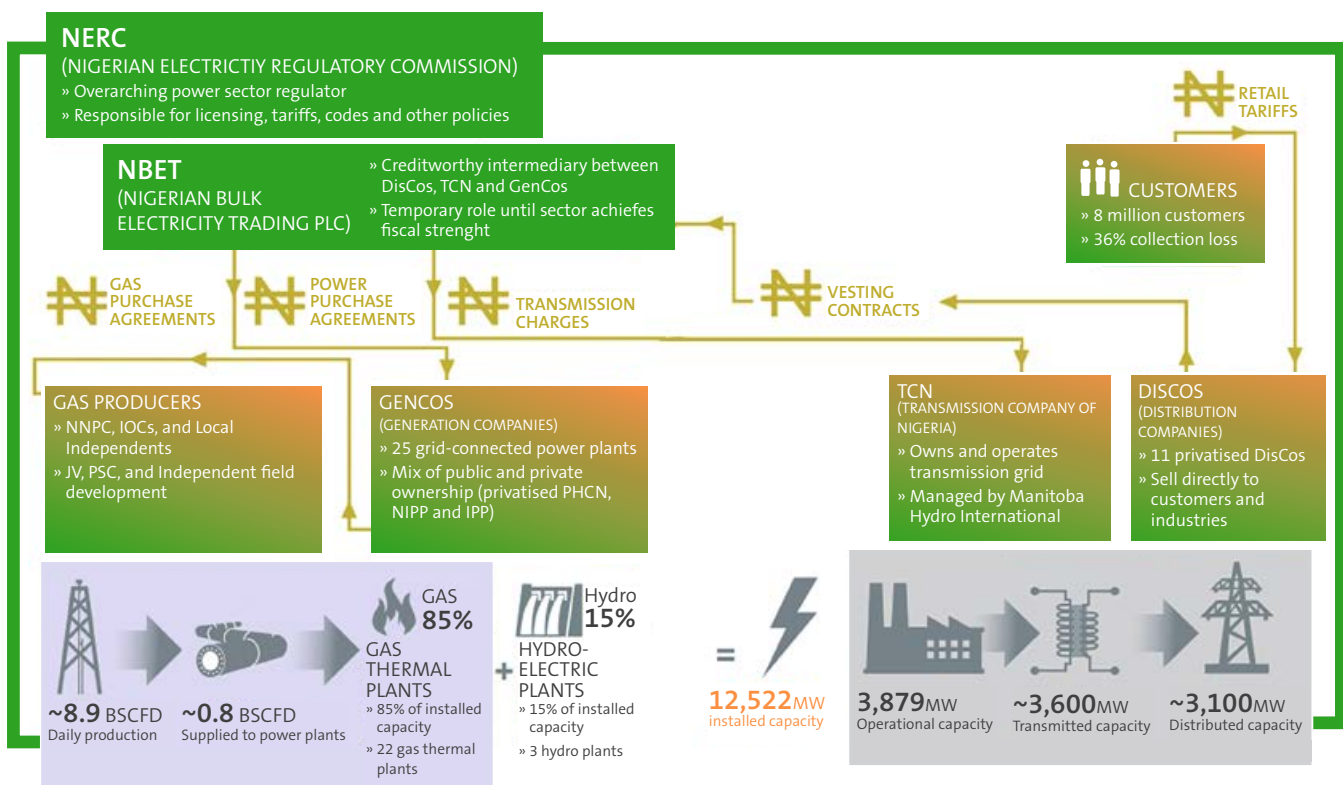 NERC
(NIGERIAN ELECTRICTIY REGULATORY COMMISSION)
» Overarching power sector regulator
» Responsible for licensing, tariffs, codes and other policies
NBET
(NIGERIAN BULK
ELECTRICITY TRADING PLC)
» Creditworthy intermediary between
DisCos, TCN and GenCos
» Temporary role until sector achiefes
fiscal strenght
RETAIL
TARIFFS
CUSTOMERS
» 8 million customers
» 36% collection loss
GAS
PURCHASE
AGREEMENTS
POWER
PURCHASE
AGREEMENTS
TRANSMISSION
CHARGES
VESTING
CONTRACTS
GAS PRODUCERS
» NNPC, IOCs, and Local
Independents
» JV, PSC, and Independent field
development
GENCOS
(GENERATION COMPANIES)
» 25 grid-connected power plants
» Mix of public and private
ownership (privatised PHCN,
NIPP and IPP)
TCN
(TRANSMISSION COMPANY OF
NIGERIA)
» Owns and operates
transmission grid
» Managed by Manitoba
Hydro International
DISCOS
(DISTRIBUTION
COMPANIES)
» 11 privatised DisCos
» Sell directly to
customers and
industries
~8.9 BSCFD
Daily production
~0.8 BSCFD
Supplied to power plants
GAS
85%
GAS
THERMAL
PLANTS
» 85% of installed
capacity
» 22 gas thermal
plants
+
Hydro
15%
HYDRO-
ELECTRIC
PLANTS
» 15% of installed
capacity
» 3 hydro plants
=
12,522MW
installed capacity
3,879MW
Operational capacity
~3,600MW
Transmitted capacity
~3,100MW
Distributed capacity